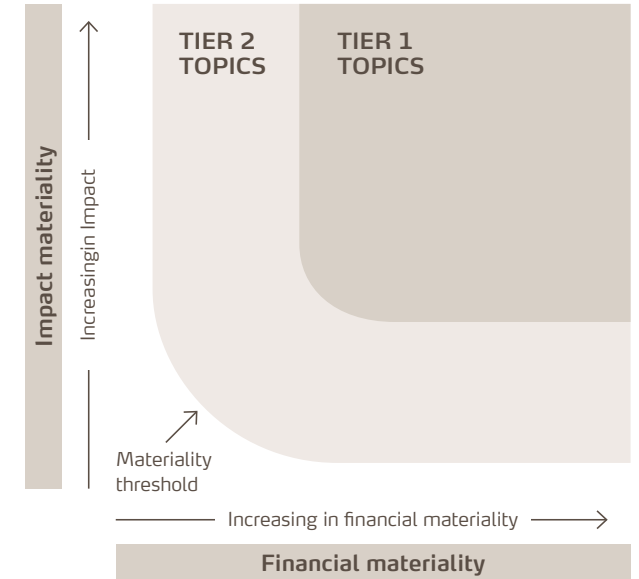 TIER 2
TOPICS
TIER 1
TOPICS
Impact materiality
Increasingin Impact
Materiality
threshold
Increasing in financial materiality
Financial materiality